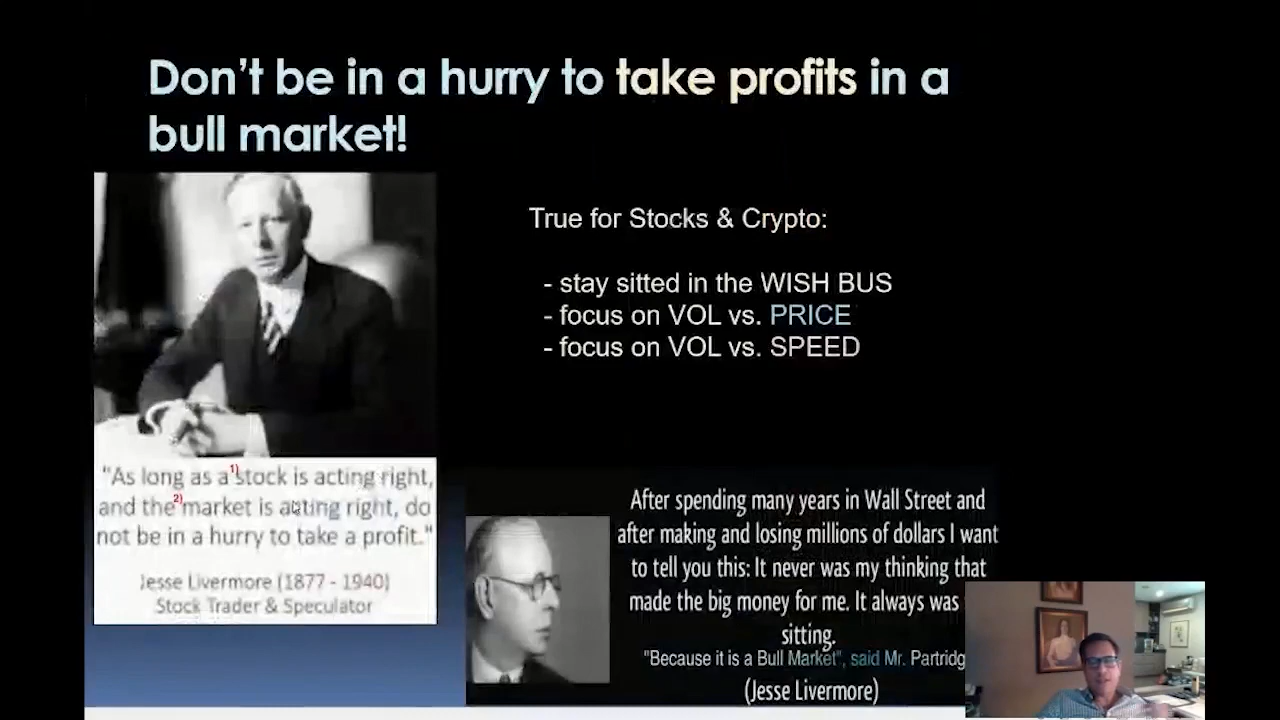 Don't be in a hurry to take profits in a
bull market!
True for Stocks & Crypto:
- stay sitted in the WISH BUS
- focus on VOL vs. PRICE
- focus on VOL vs. SPEED
"As long as a 1) stock is acting right,
and the 2) market is acting right, do
not be in a hurry to take a profit."
Jesse Livermore (1877 - 1940)
Stock Trader & Speculator
After spending many years in Wall Street and
after making and losing millions of dollars I want
to tell you this: It never was my thinking that
made the big money for me. It always was
sitting.
"Because it is a Bull Market", said Mr. Partridg
(Jesse Livermore)